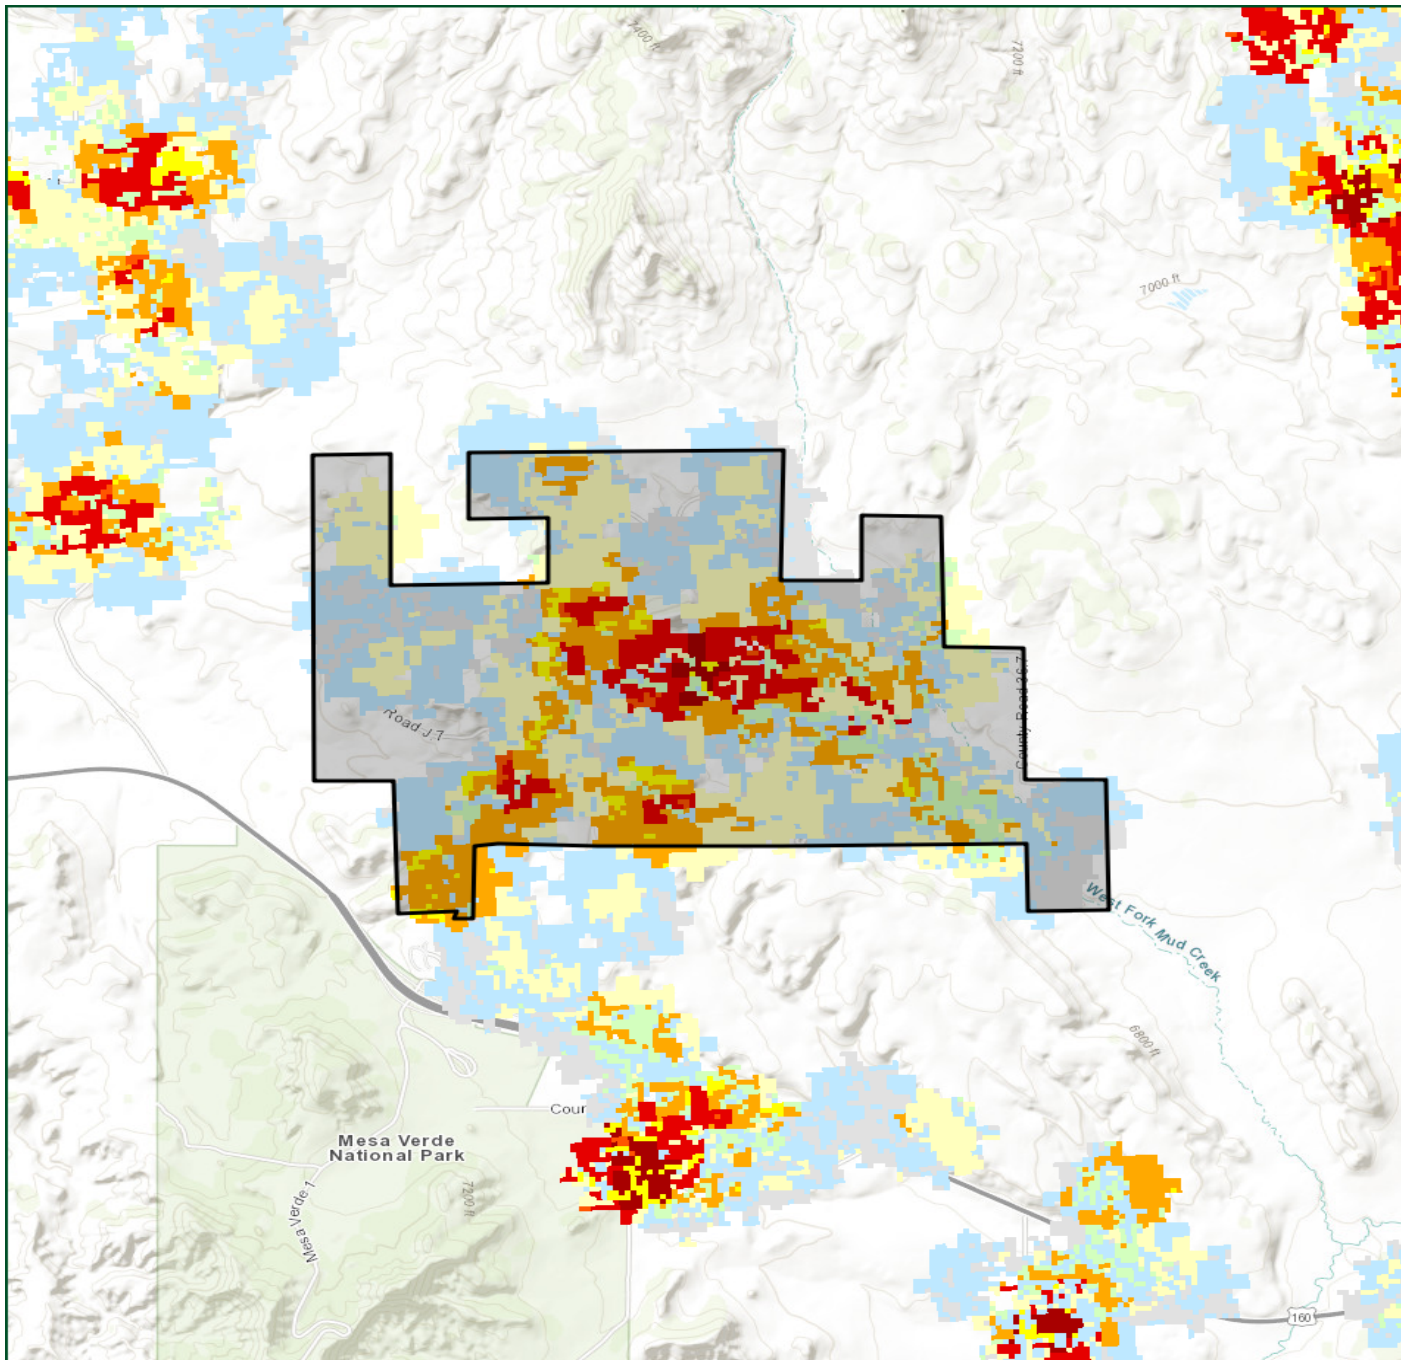 7400 ft
7200 ft
7000 ft
Road J 7
County Road 36.7
West Fork Mud Creek
6800 ft
Cour
Mesa Verde
National Park
7200 ft
Mesa Verde 1
160